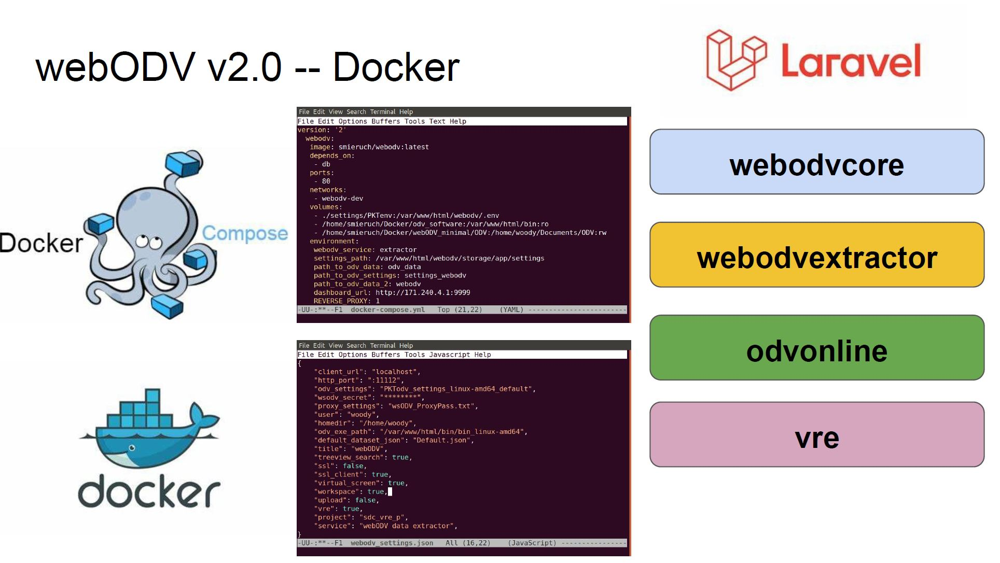 webODV v2.0 -- Docker
Laravel
Docker
Compose
docker
File Edit View Search Terminal Help
File Edit Options Buffers Tools Text Help
version: '2'
webodv:
image: smieruch/webodv:latest
depends_on:
- db
ports:
- 80
networks:
- webodv-dev
volumes:
- ./settings/PKTenv:/var/www/html/webodv/.env
- /home/smieruch/Docker/odv_software:/var/www/html/bin:ro
- /home/smieruch/Docker/webODV_minimal/ODV:/home/woody/Documents/ODV:rw
environment:
webodv_service: extractor
settings_path: /var/www/html/webodv/storage/app/settings
path_to_odv_data: odv_data
path_to_odv_settings: settings_webodv
path_to_odv_data_2: webodv
dashboard_url: http://171.240.4.1:9999
REVERSE_PROXY: 1
-UU-:**--F1 docker-compose.yml Top (21,22) (YAML) ------------------------
File Edit View Search Terminal Help
File Edit Options Buffers Tools Javascript Help
{
"client_url": "localhost",
"http_port": ":11112",
"odv_settings": "PKTodv_settings_linux-amd64_default",
"wsodv_secret": "********",
"proxy_settings": "wsODV_ProxyPass.txt",
"user": "woody",
"homedir": "/home/woody",
"odv_exe_path": "/var/www/html/bin/bin_linux-amd64",
"default_dataset_json": "Default.json",
"title": "webODV",
"treeview_search": true,
"ssl": false,
"ssl_client": true,
"virtual_screen": true,
"workspace": true,
"upload": false,
"vre": true,
"project": "sdc_vre_p",
"service": "webODV data extractor",
}
-UU-:**--F1 webodv_settings.json All (16,22) (JavaScript) ----------------
webodvcore
webodvextractor
odvonline
vre